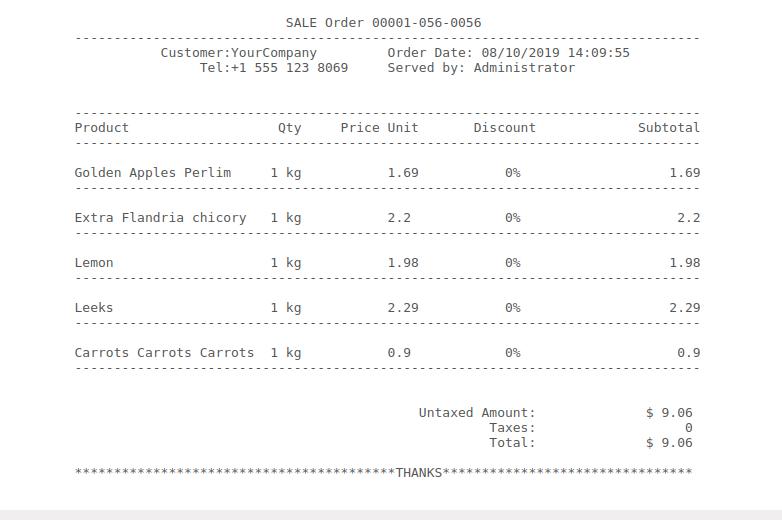 SALE Order 00001-056-0056
--------------------------------------------------------------------------------
Customer:YourCompany Order Date: 08/10/2019 14:09:55
Tel:+1 555 123 8069 Served by: Administrator
--------------------------------------------------------------------------------
Product Qty Price Unit Discount Subtotal
--------------------------------------------------------------------------------
Golden Apples Perlim 1 kg 1.69 0% 1.69
--------------------------------------------------------------------------------
Extra Flandria chicory 1 kg 2.2 0% 2.2
--------------------------------------------------------------------------------
Lemon 1 kg 1.98 0% 1.98
--------------------------------------------------------------------------------
Leeks 1 kg 2.29 0% 2.29
--------------------------------------------------------------------------------
Carrots Carrots Carrots 1 kg 0.9 0% 0.9
--------------------------------------------------------------------------------
Untaxed Amount: $ 9.06
Taxes: 0
Total: $ 9.06
*****************************************THANKS********************************